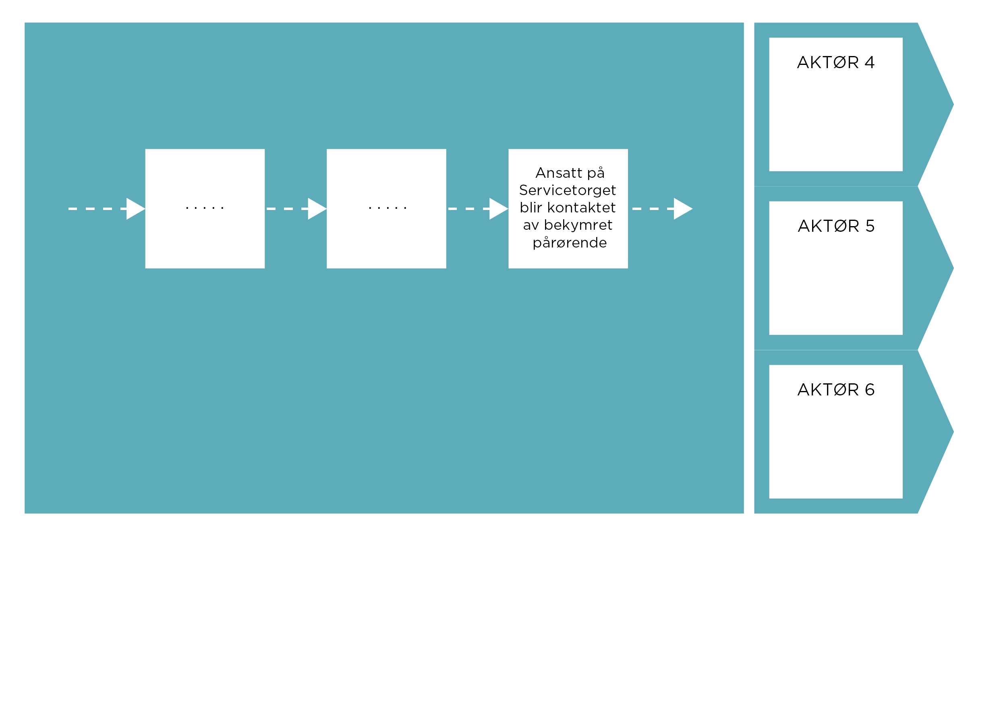 . . . . .
. . . . .
Ansatt på
Servicetorget
blir kontaktet
av bekymret
pårørende
AKTØR 4
AKTØR 5
AKTØR 6